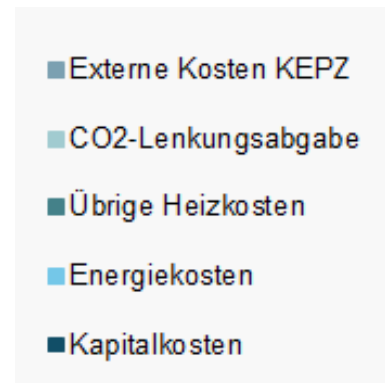 Externe Kosten KEPZ
CO2-Lenkungsabgabe
Übrige Heizkosten
Energiekosten
Kapitalkosten